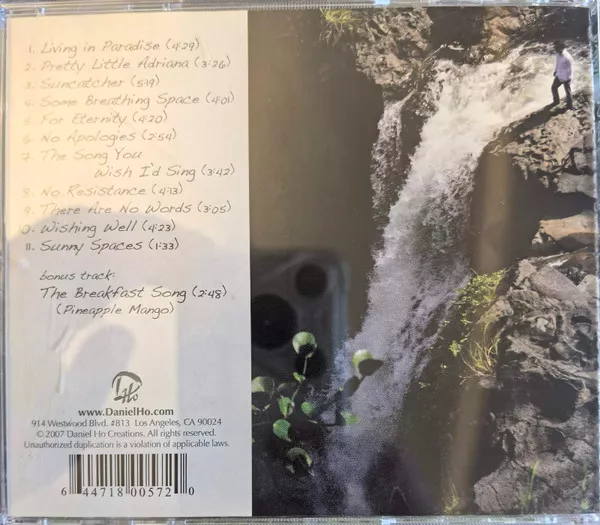 1. Living in Paradise (4:29)
2. Pretty Little Adriana (3:26)
3. Suncatcher (5:19)
4. Some Breathing Space (4:01)
5. For Eternity (4:20)
6. No Apologies (2:54)
7. The Song You
Wish I'd Sing (3:42)
8. No Resistance (4:13)
9. There Are No Words (3:05)
10. Wishing Well (4:23)
11. Sunny Spaces (1:33)
bonus track:
The Breakfast Song (2:48)
(Pineapple Mango)
DHo
www.DanielHo.com
914 Westwood Blvd. #813 Los Angeles, CA 90024
© 2007 Daniel Ho Creations. All rights reserved.
Unauthorized duplication is a violation of applicable laws.
6 44718 00572 0